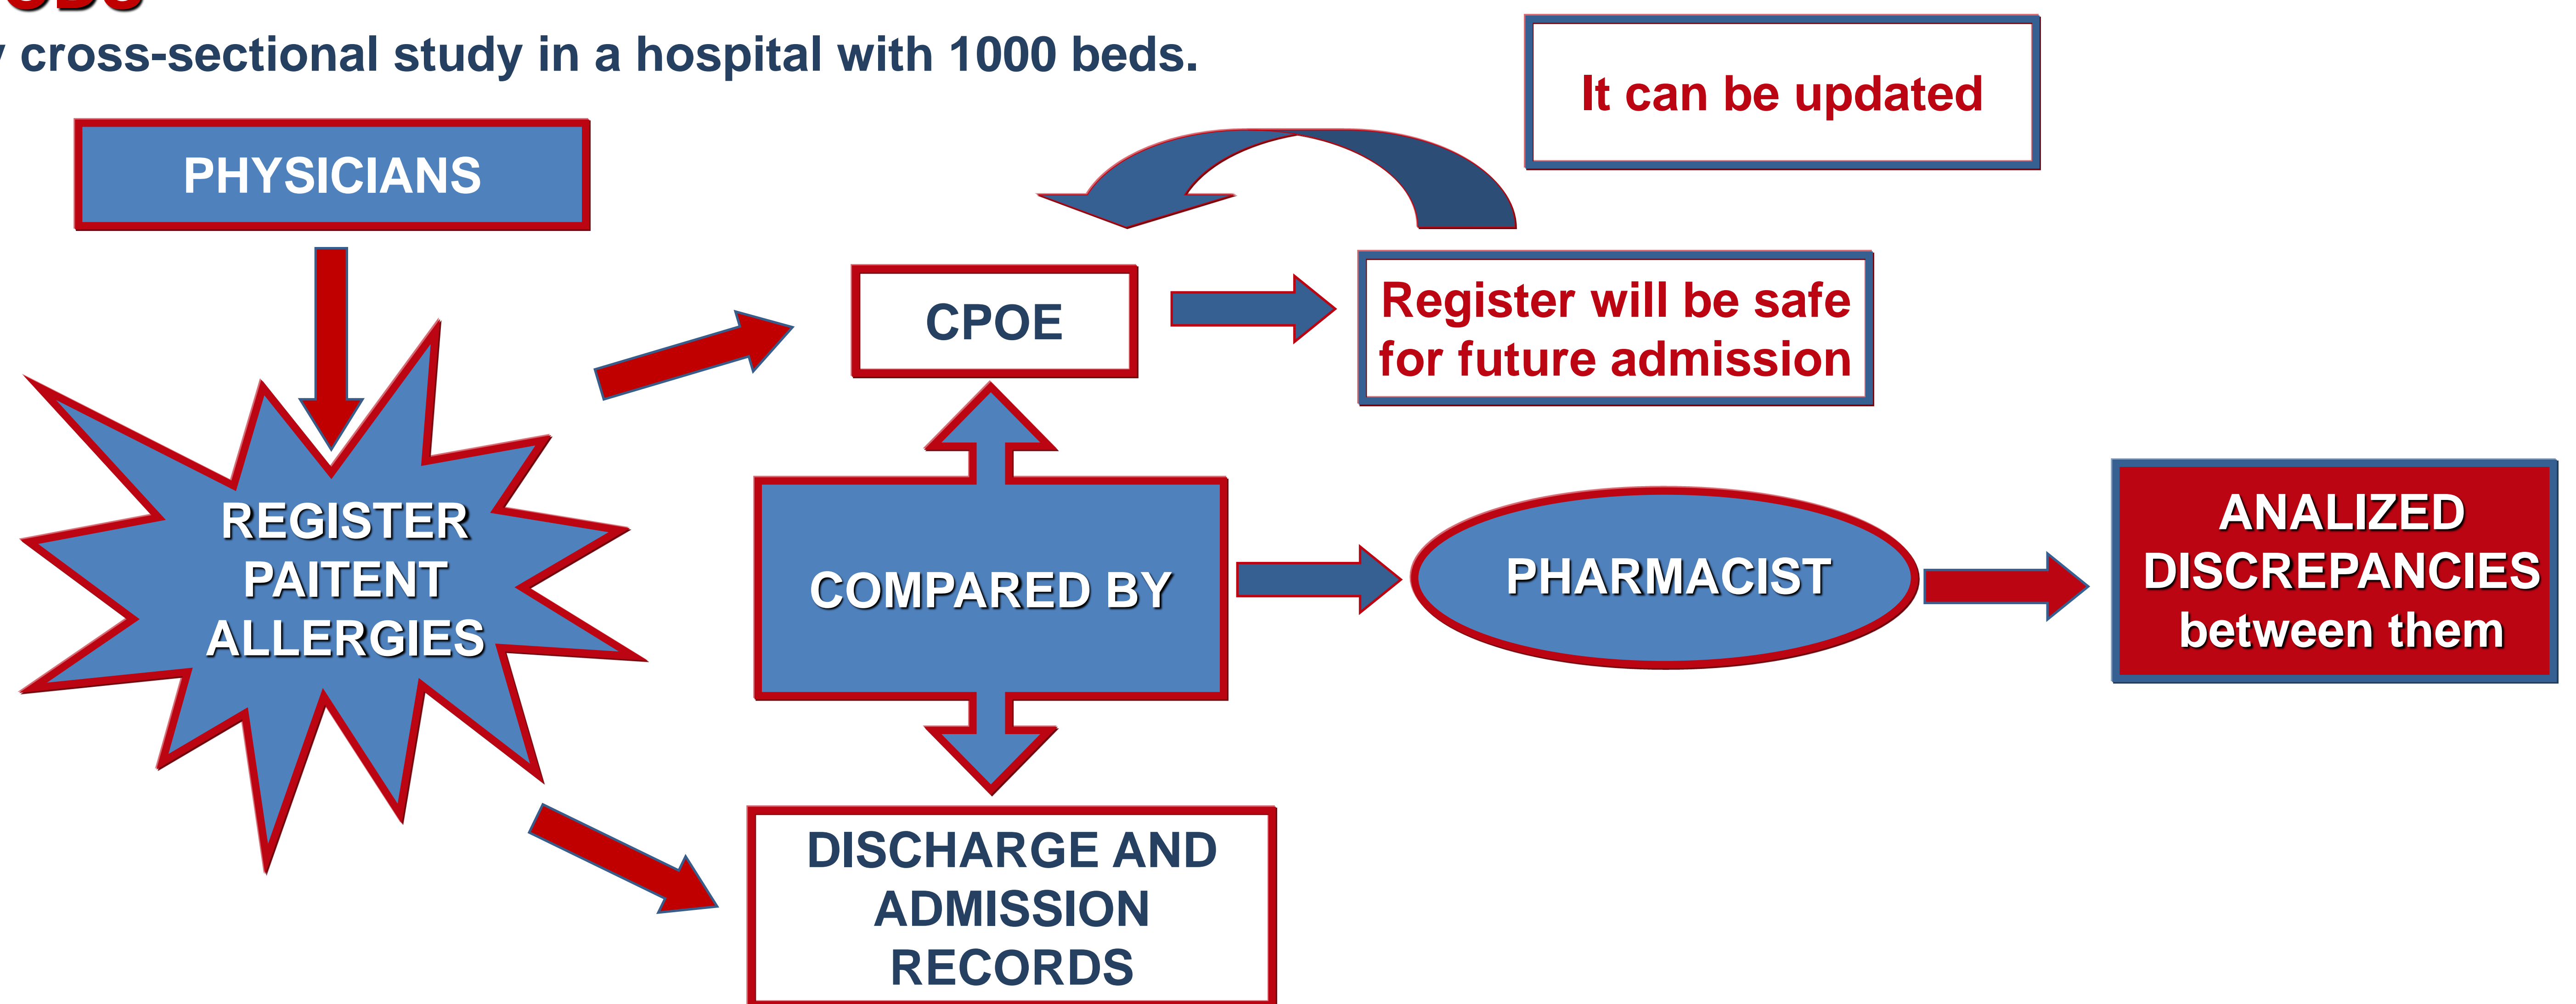 y cross-sectional study in a hospital with 1000 beds.
It can be updated
PHYSICIANS
CPOE
Register will be safe
for future admission
REGISTER
PAITENT
ALLERGIES
COMPARED BY
PHARMACIST
ANALIZED
DISCREPANCIES
between them
DISCHARGE AND
ADMISSION
RECORDS